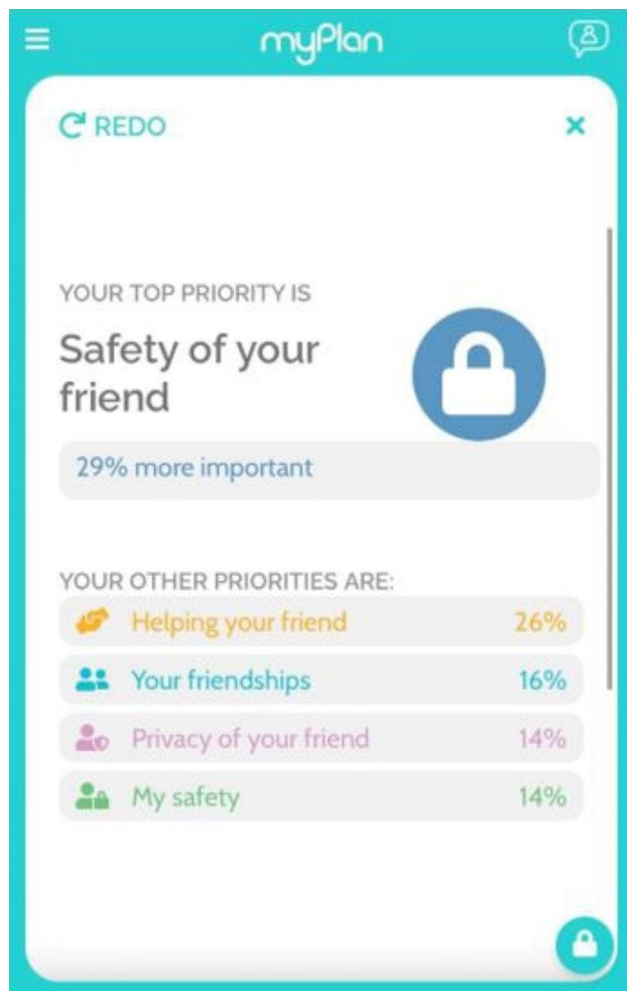 myPlan
REDO
YOUR TOP PRIORITY IS
Safety of your
friend
29% more important
YOUR OTHER PRIORITIES ARE:
Helping your friend 26%
Your friendships 16%
Privacy of your friend 14%
My safety 14%